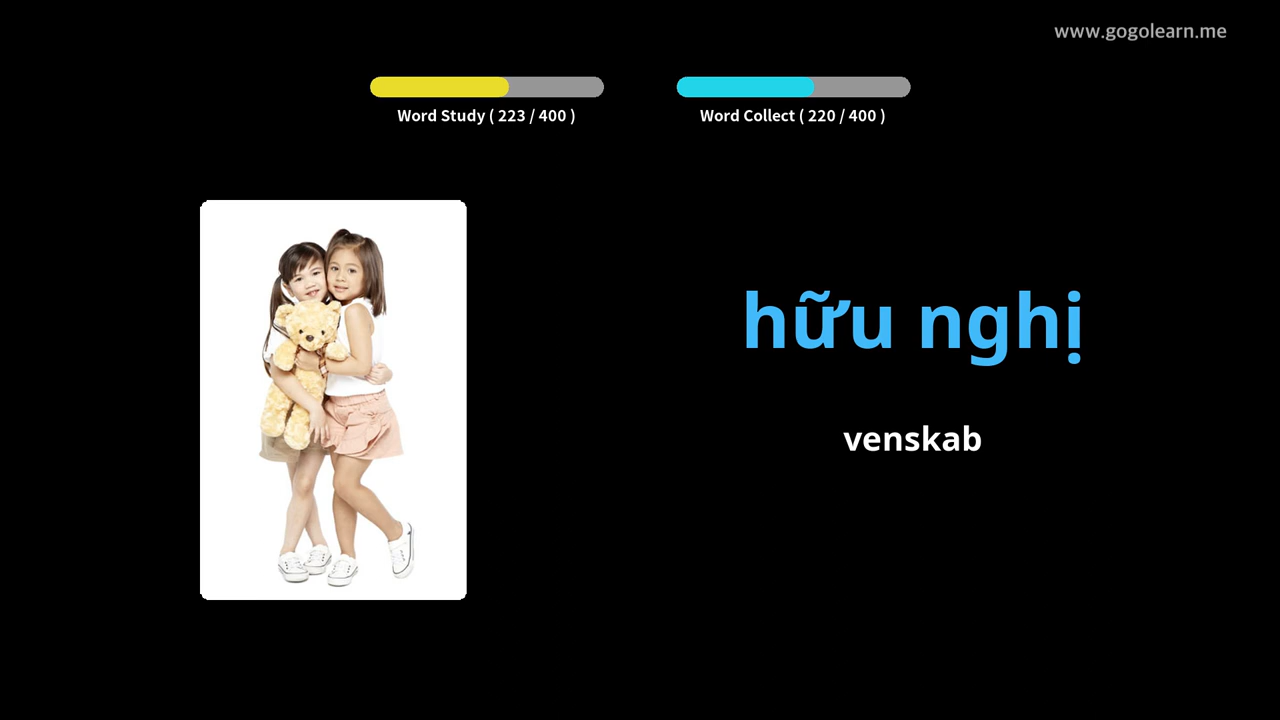 www.gogolearn.me
Word Study ( 223 / 400 )
Word Collect ( 220 / 400 )
hữu nghị
venskab